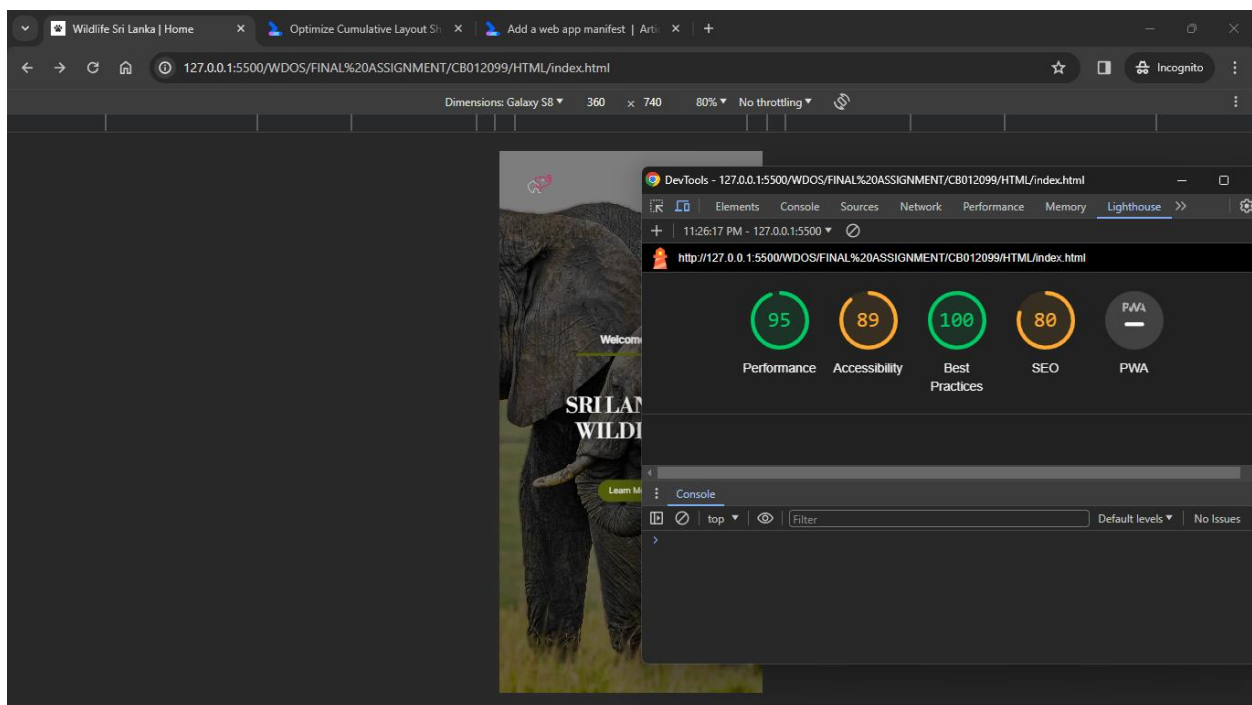 Wildlife Sri Lanka | Home
Optimize Cumulative Layout Sh
Add a web app manifest | Artic
127.0.0.1:5500/WDOS/FINAL%20ASSIGNMENT/CB012099/HTML/index.html
Incognito
Dimensions: Galaxy S8 360 × 740 80% No throttling
DevTools - 127.0.0.1:5500/WDOS/FINAL%20ASSIGNMENT/CB012099/HTML/index.html
Elements Console Sources Network Performance Memory Lighthouse
11:26:17 PM - 127.0.0.1:5500
http://127.0.0.1:5500/WDOS/FINAL%20ASSIGNMENT/CB012099/HTML/index.html
95 89 100 80 PWA
Performance Accessibility Best Practices SEO PWA
Welcom
SRI LAN
WILDI
Learn M
Console
top Filter Default levels No Issues